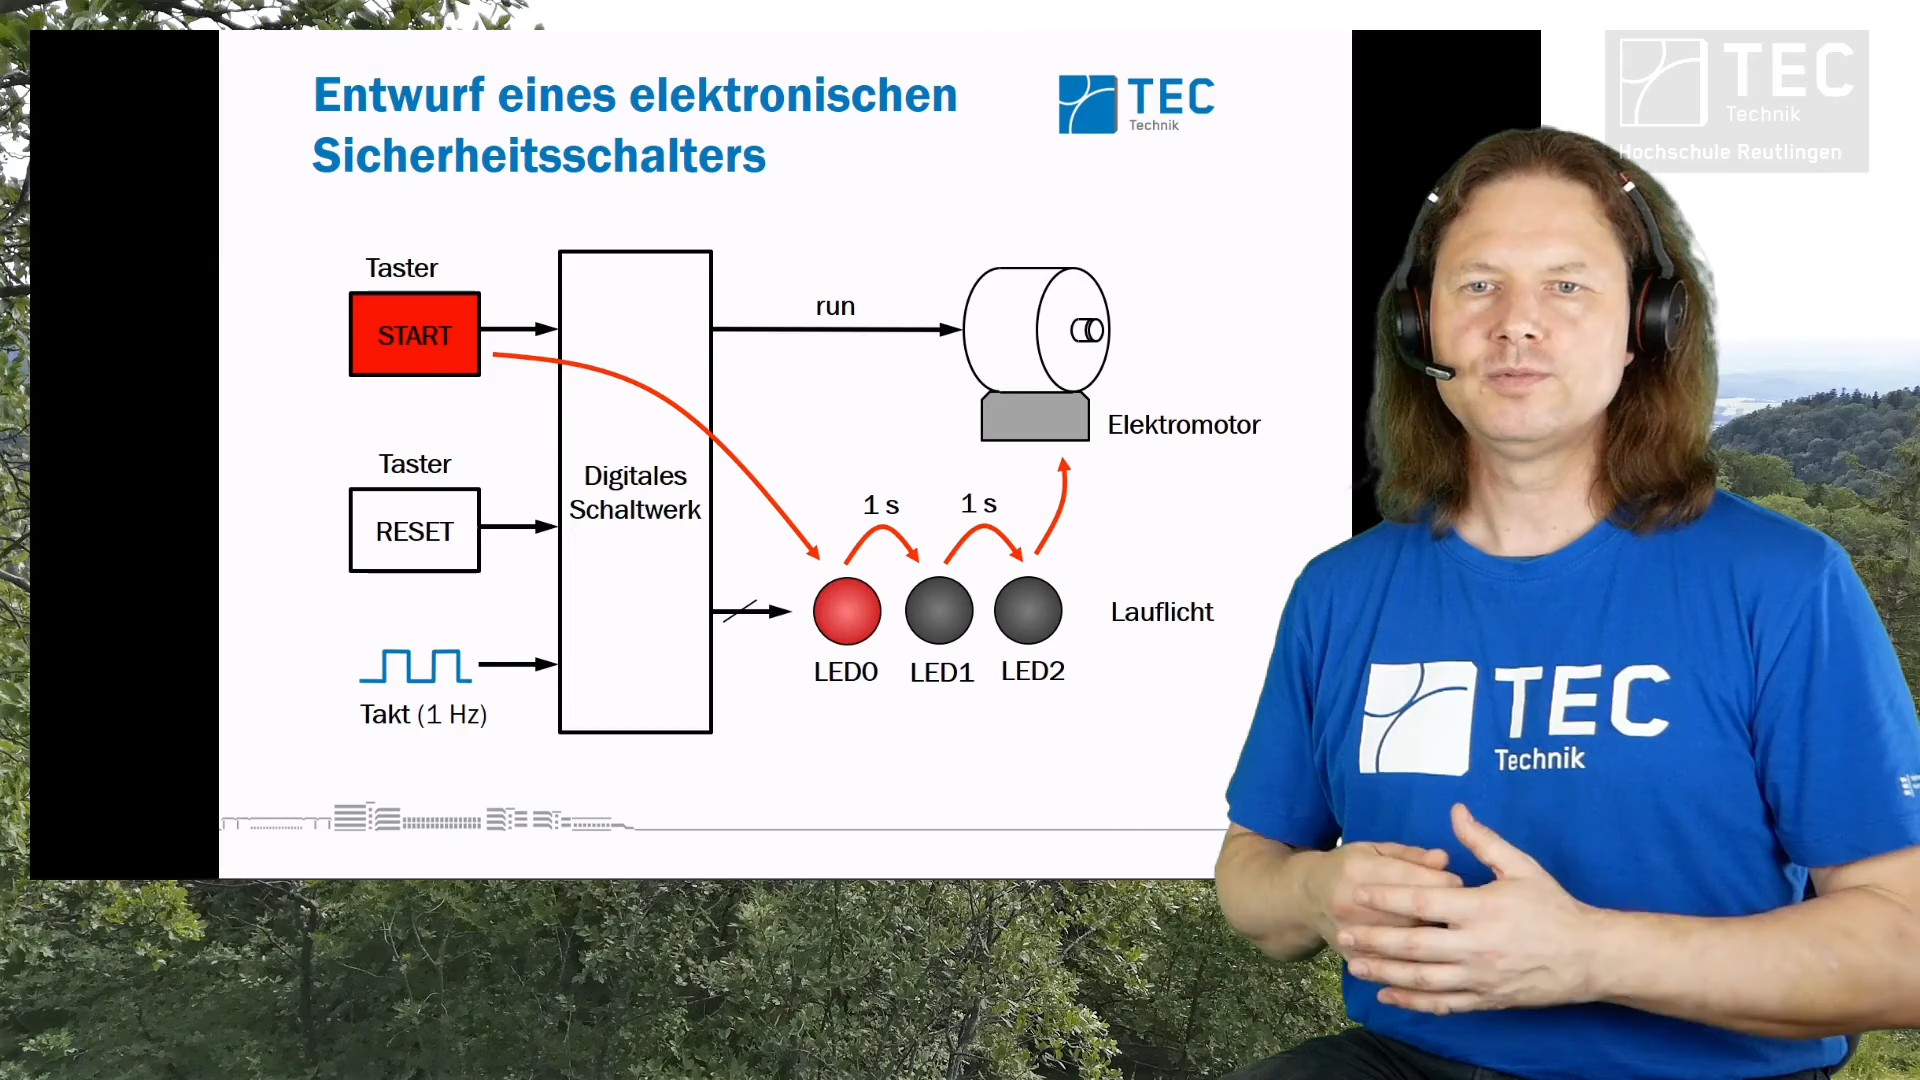 Entwurf eines elektronischen
Sicherheitsschalters
TEC
Technik
TEC
Technik
Hochschule Reutlingen
Taster
START
run
Elektromotor
Taster
RESET
Digitales
Schaltwerk
1 s
1 s
Lauflicht
LED0
LED1
LED2
Takt (1 Hz)
TEC
Technik